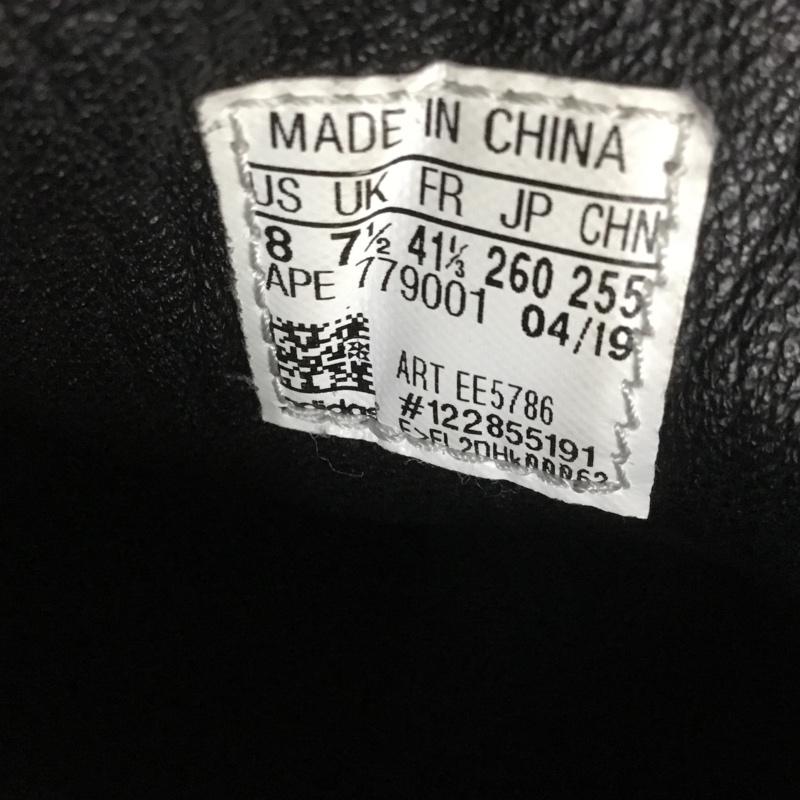 MADE IN CHINA
US UK FR JP CHN
8 7½ 41⅓ 260 255
APE 779001 04/19
ART EE5786
adidas #122855191